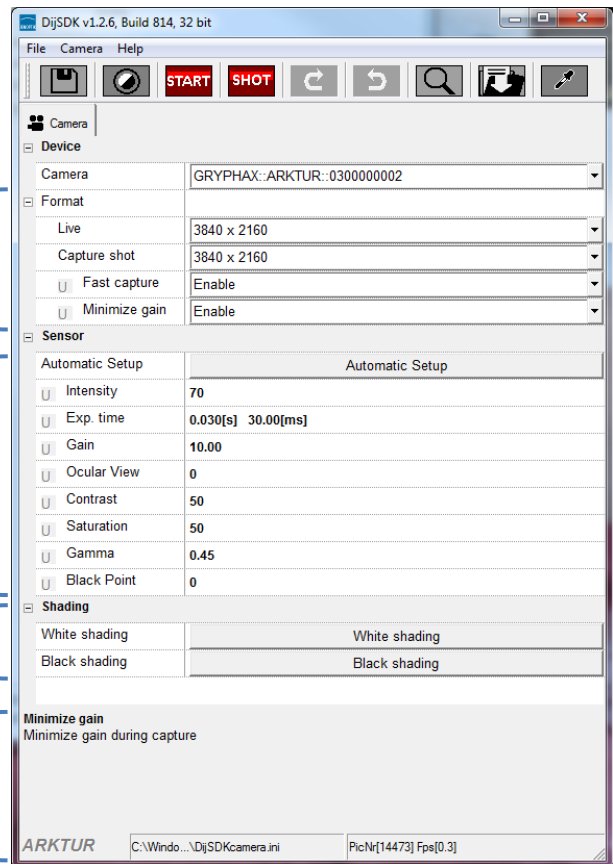 DijSDK v1.2.6, Build 814, 32 bit
File Camera Help
START SHOT
Camera
Device
Camera GRYPHAX::ARKTUR::0300000002
Format
Live 3840 x 2160
Capture shot 3840 x 2160
U Fast capture Enable
U Minimize gain Enable
Sensor
Automatic Setup Automatic Setup
U Intensity 70
U Exp. time 0.030[s] 30.00[ms]
U Gain 10.00
U Ocular View 0
U Contrast 50
U Saturation 50
U Gamma 0.45
U Black Point 0
Shading
White shading White shading
Black shading Black shading
Minimize gain
Minimize gain during capture
ARKTUR C:\Windo...\DijSDKcamera.ini PicNr[14473] Fps[0.3]